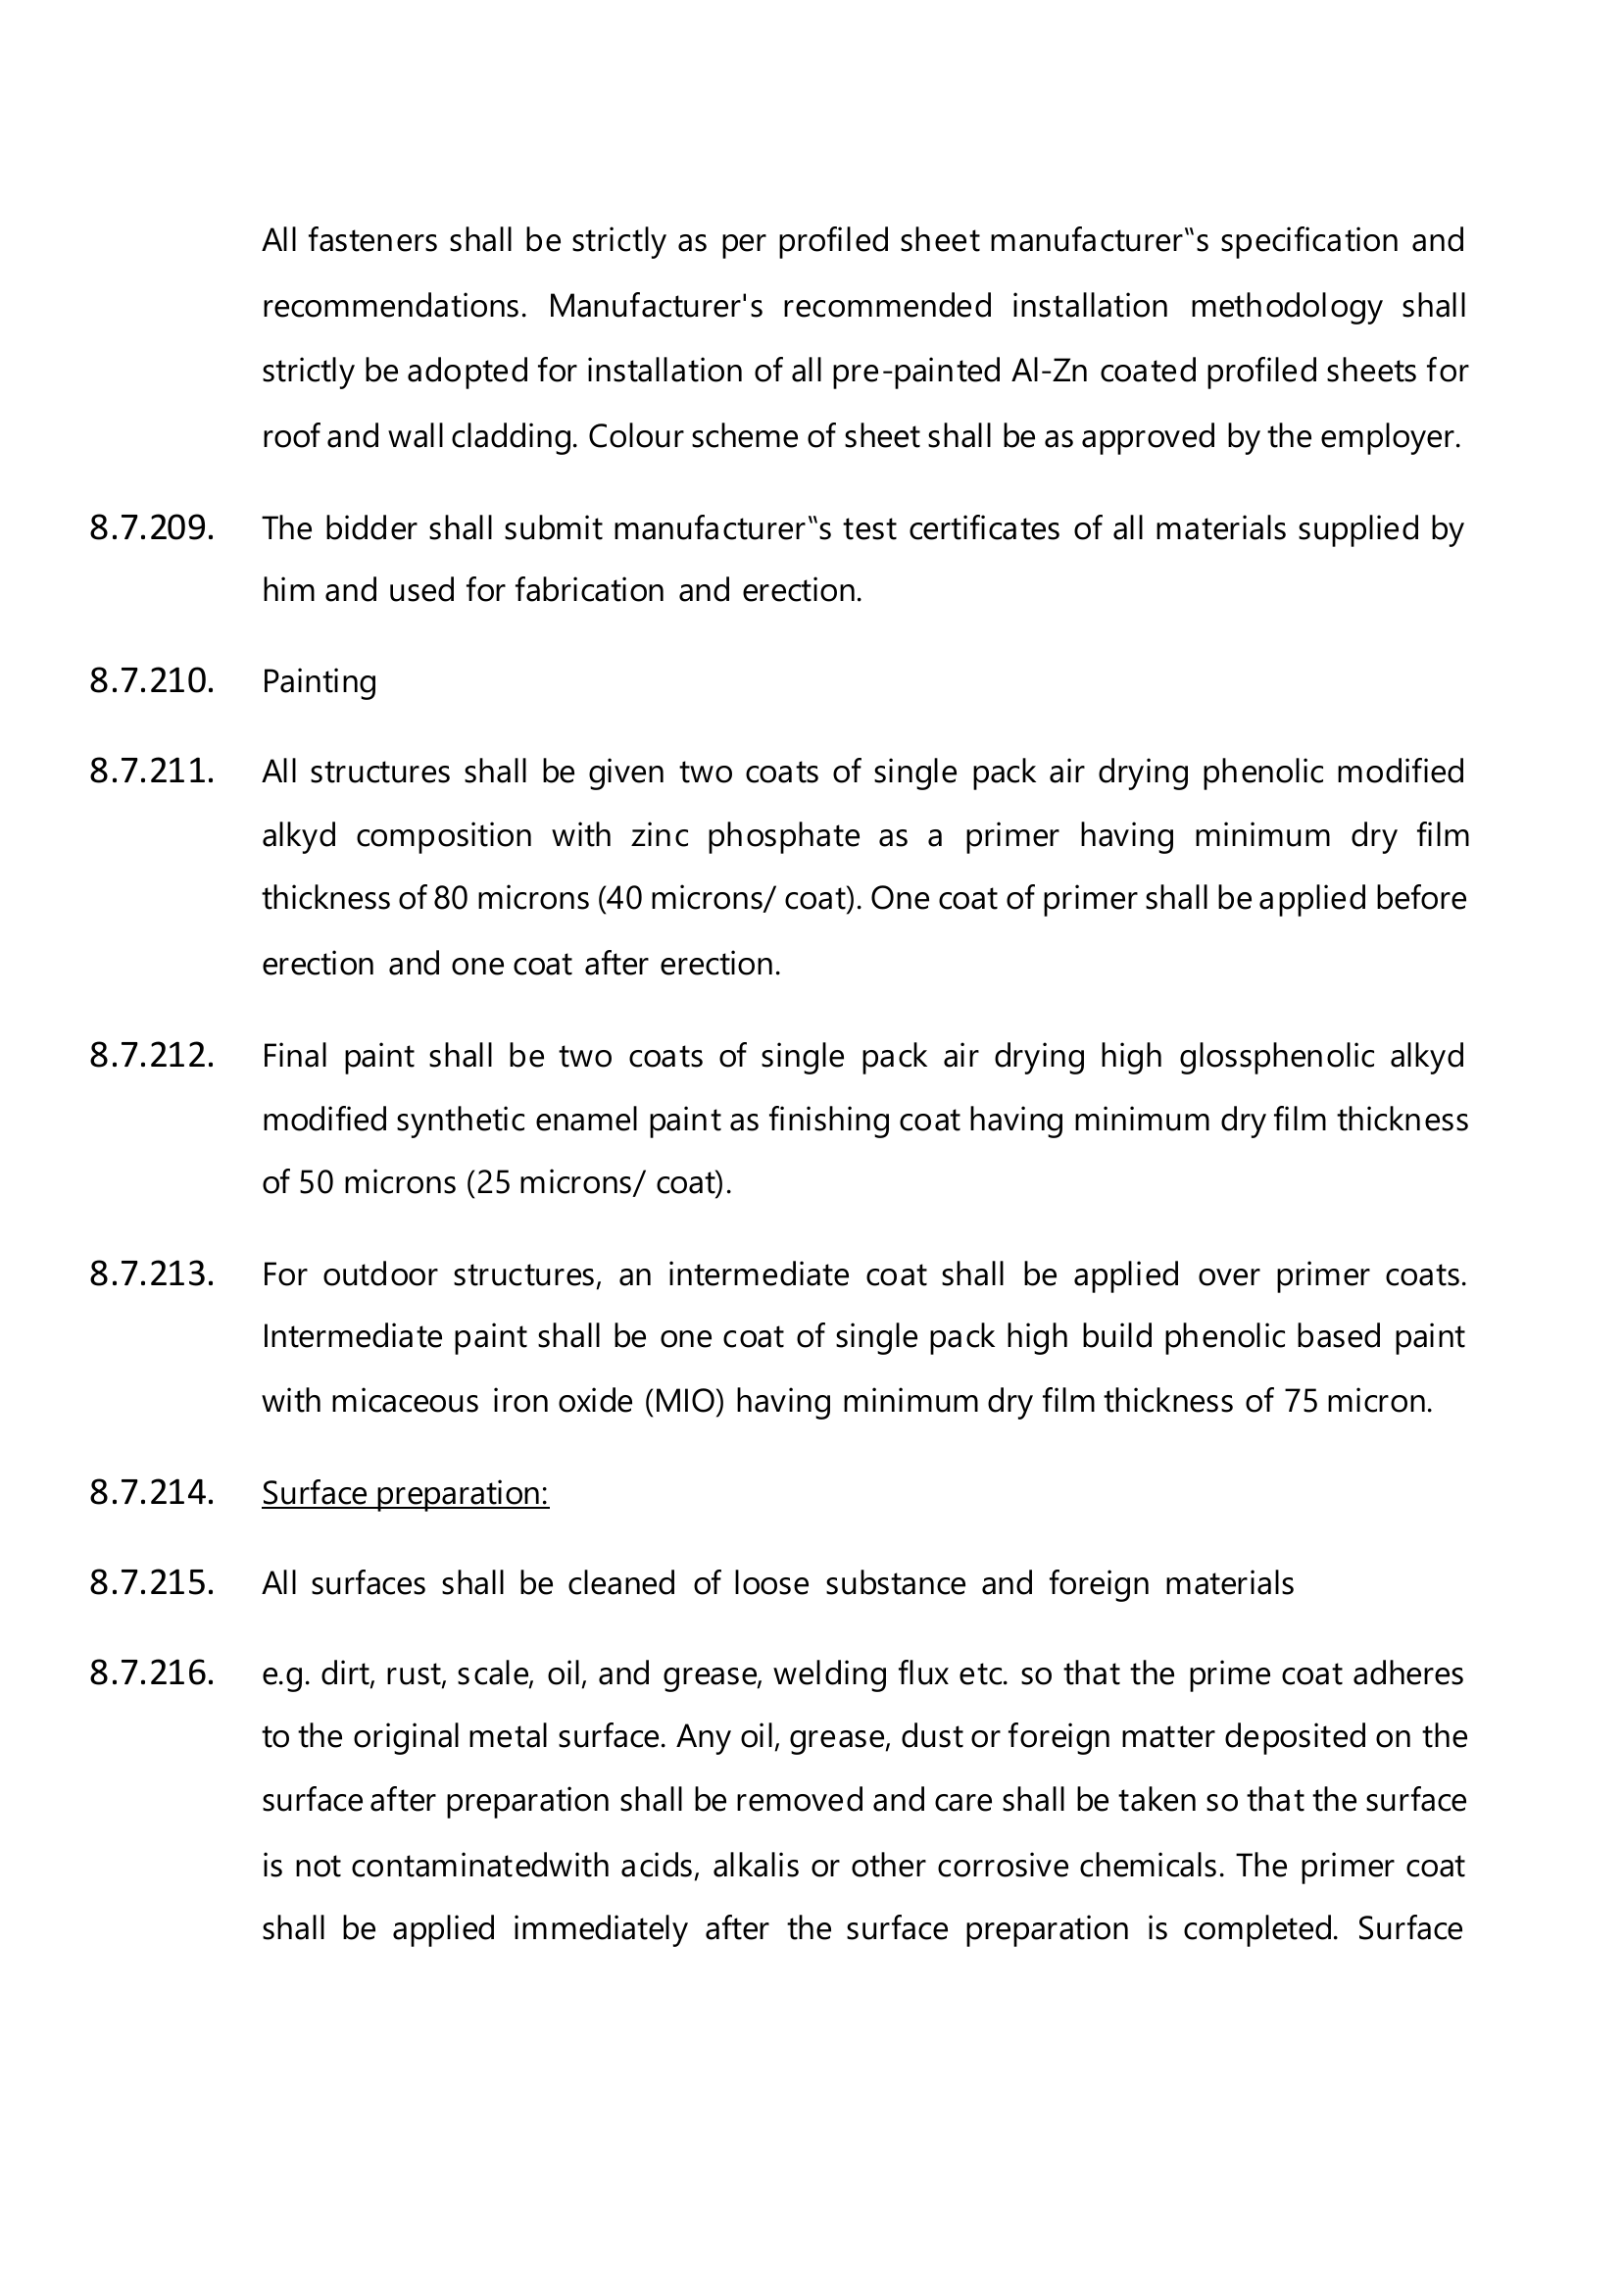 All fasteners shall be strictly as per profiled sheet manufacturer‟s specification and
recommendations. Manufacturer's recommended installation methodology shall
strictly be adopted for installation of all pre-painted Al-Zn coated profiled sheets for
roof and wall cladding. Colour scheme of sheet shall be as approved by the employer.
8.7.209. The bidder shall submit manufacturer‟s test certificates of all materials supplied by
him and used for fabrication and erection.
8.7.210. Painting
8.7.211. All structures shall be given two coats of single pack air drying phenolic modified
alkyd composition with zinc phosphate as a primer having minimum dry film
thickness of 80 microns (40 microns/ coat). One coat of primer shall be applied before
erection and one coat after erection.
8.7.212. Final paint shall be two coats of single pack air drying high glossphenolic alkyd
modified synthetic enamel paint as finishing coat having minimum dry film thickness
of 50 microns (25 microns/ coat).
8.7.213. For outdoor structures, an intermediate coat shall be applied over primer coats.
Intermediate paint shall be one coat of single pack high build phenolic based paint
with micaceous iron oxide (MIO) having minimum dry film thickness of 75 micron.
8.7.214. Surface preparation:
8.7.215. All surfaces shall be cleaned of loose substance and foreign materials
8.7.216. e.g. dirt, rust, scale, oil, and grease, welding flux etc. so that the prime coat adheres
to the original metal surface. Any oil, grease, dust or foreign matter deposited on the
surface after preparation shall be removed and care shall be taken so that the surface
is not contaminatedwith acids, alkalis or other corrosive chemicals. The primer coat
shall be applied immediately after the surface preparation is completed. Surface